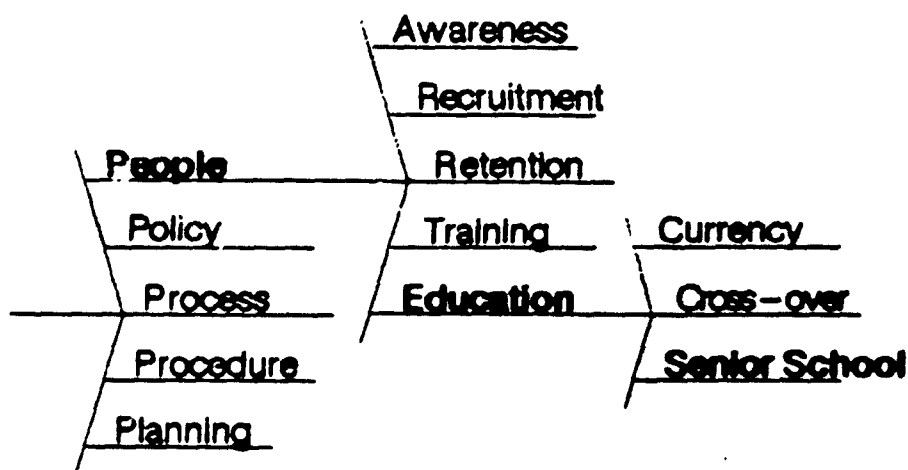 Awareness
Recruitment
People
Retention
Policy
Training
Currency
Process
Education
Cross-over
Procedure
Senior School
Planning